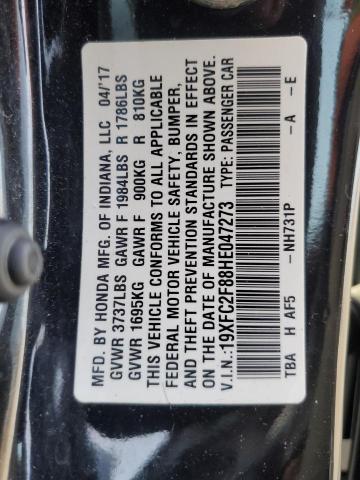 MFD. BY HONDA MFG. OF INDIANA, LLC 04/'17
GVWR 3737LBS GAWR F 1984LBS R 1786LBS
GVWR 1695KG GAWR F 900KG R 810KG
THIS VEHICLE CONFORMS TO ALL APPLICABLE
FEDERAL MOTOR VEHICLE SAFETY, BUMPER,
AND THEFT PREVENTION STANDARDS IN EFFECT
ON THE DATE OF MANUFACTURE SHOWN ABOVE.
V.I.N.:19XFC2F88HE047273 TYPE: PASSENGER CAR
TBA H AF5 -NH731P -A -E